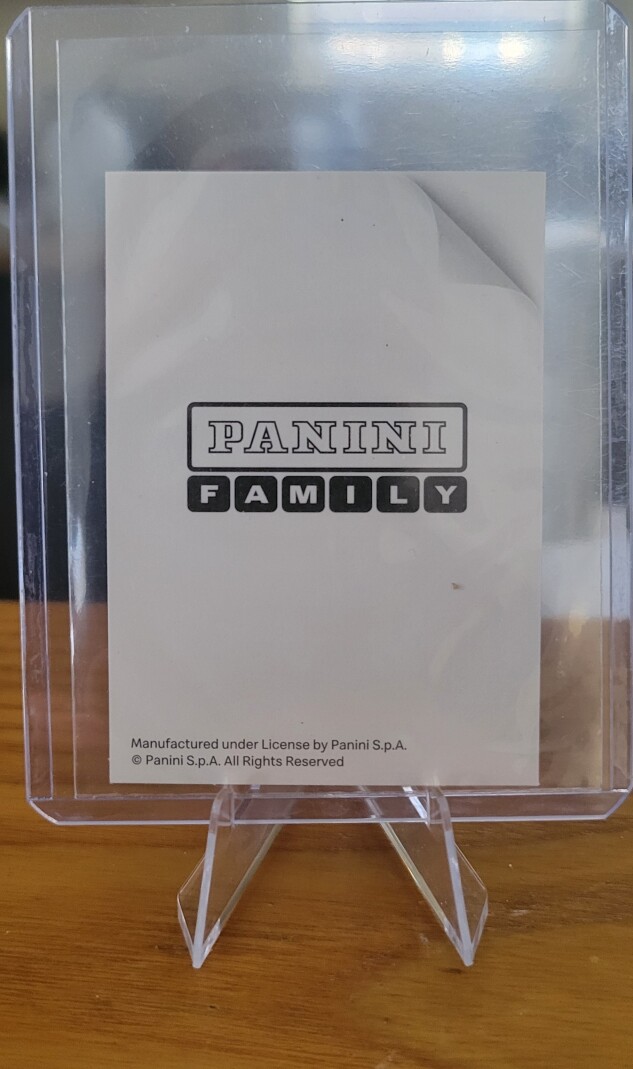 PANINI
FAMILY
Manufactured under License by Panini S.p.A.
© Panini S.p.A. All Rights Reserved